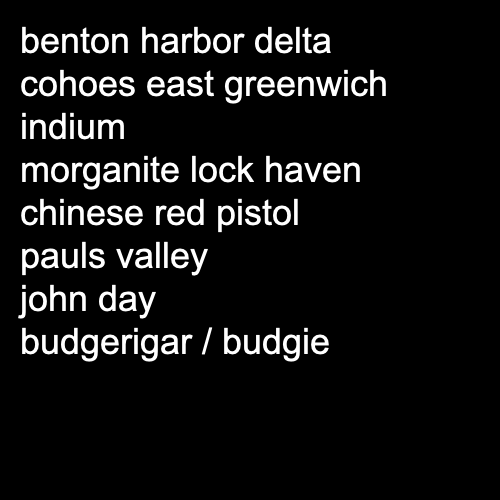 benton harbor delta
cohoes east greenwich
indium
morganite lock haven
chinese red pistol
pauls valley
john day
budgerigar / budgie